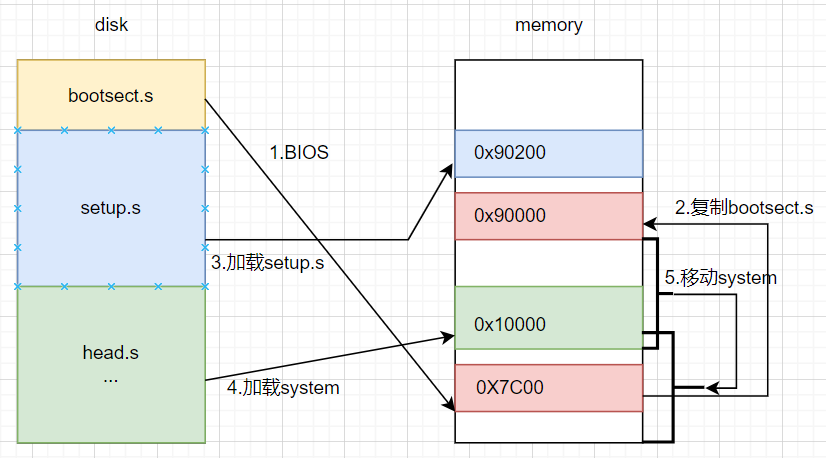 disk
memory
bootsect.s
1.BIOS
0x90200
setup.s
0x90000
2.复制bootsect.s
3.加载setup.s
5.移动system
0x10000
head.s
...
4.加载system
0X7C00